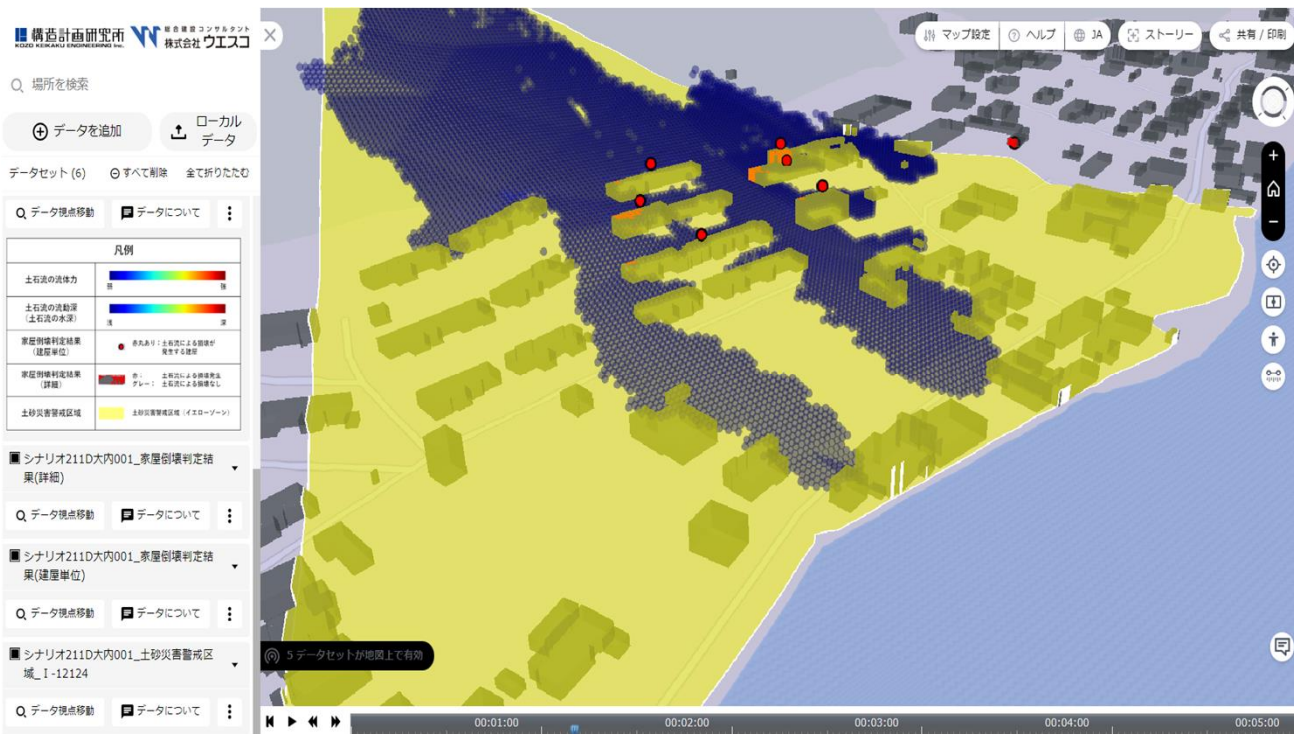 構造計画研究所
KOZO KEIKAKU ENGINEERING Inc.
総合建設コンサルタント
株式会社ウエスコ
場所を検索
データを追加
ローカル
データ
データセット (6)
すべて削除
全て折りたたむ
データ視点移動
データについて
凡例
土石流の流体力
弱
強
土石流の流動深
(土石流の水深)
浅
深
家屋倒壊判定結果
(建屋単位)
赤丸あり:土石流による損壊が
発生する建屋
家屋倒壊判定結果
(詳細)
赤: 土石流による損壊発生
グレー: 土石流による損壊なし
土砂災害警戒区域
土砂災害警戒区域(イエローゾーン)
シナリオ211D大内001_家屋倒壊判定結
果(詳細)
データ視点移動
データについて
シナリオ211D大内001_家屋倒壊判定結
果(建屋単位)
データ視点移動
データについて
シナリオ211D大内001_土砂災害警戒区
域_Ⅰ-12124
データ視点移動
データについて
マップ設定
ヘルプ
JA
ストーリー
共有 / 印刷
5 データセットが地図上で有効
00:01:00
00:02:00
00:03:00
00:04:00
00:05:00